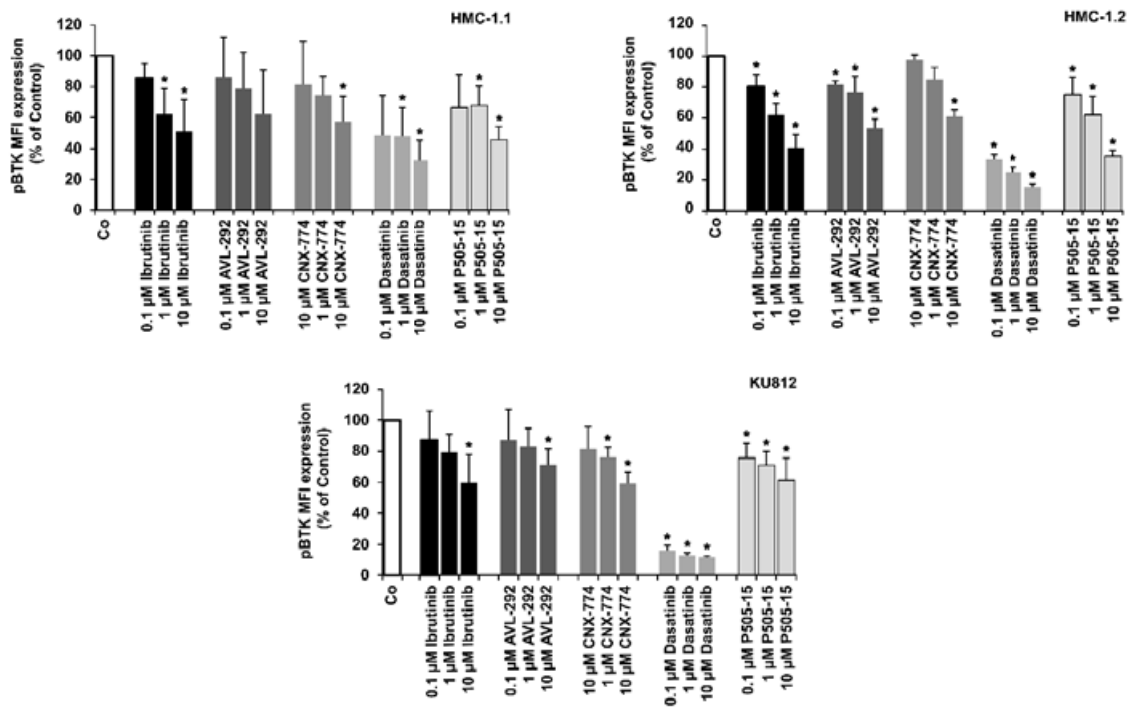 HMC-1.1
pBTK MFI expression
(% of Control)
120
100
80
60
40
20
0
Co
0.1 µM Ibrutinib
1 µM Ibrutinib
10 µM Ibrutinib
0.1 µM AVL-292
1 µM AVL-292
10 µM AVL-292
10 µM CNX-774
1 µM CNX-774
10 µM CNX-774
0.1 µM Dasatinib
1 µM Dasatinib
10 µM Dasatinib
0.1 µM P505-15
1 µM P505-15
10 µM P505-15
* * * * * * *
HMC-1.2
pBTK MFI expression
(% of Control)
120
100
80
60
40
20
0
Co
0.1 µM Ibrutinib
1 µM Ibrutinib
10 µM Ibrutinib
0.1 µM AVL-292
1 µM AVL-292
10 µM AVL-292
10 µM CNX-774
1 µM CNX-774
10 µM CNX-774
0.1 µM Dasatinib
1 µM Dasatinib
10 µM Dasatinib
0.1 µM P505-15
1 µM P505-15
10 µM P505-15
* * * * * * * * * * * * *
KU812
pBTK MFI expression
(% of Control)
120
100
80
60
40
20
0
Co
0.1 µM Ibrutinib
1 µM Ibrutinib
10 µM Ibrutinib
0.1 µM AVL-292
1 µM AVL-292
10 µM AVL-292
10 µM CNX-774
1 µM CNX-774
10 µM CNX-774
0.1 µM Dasatinib
1 µM Dasatinib
10 µM Dasatinib
0.1 µM P505-15
1 µM P505-15
10 µM P505-15
* * * * * * * * * *